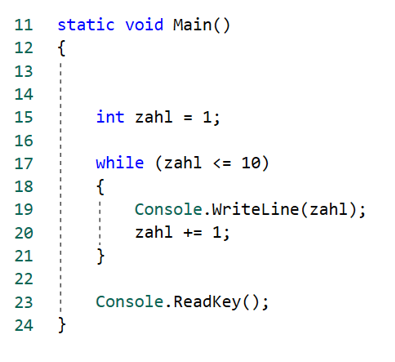 11 static void Main()
12 {
13
14
15     int zahl = 1;
16
17     while (zahl <= 10)
18     {
19         Console.WriteLine(zahl);
20         zahl += 1;
21     }
22
23     Console.ReadKey();
24 }